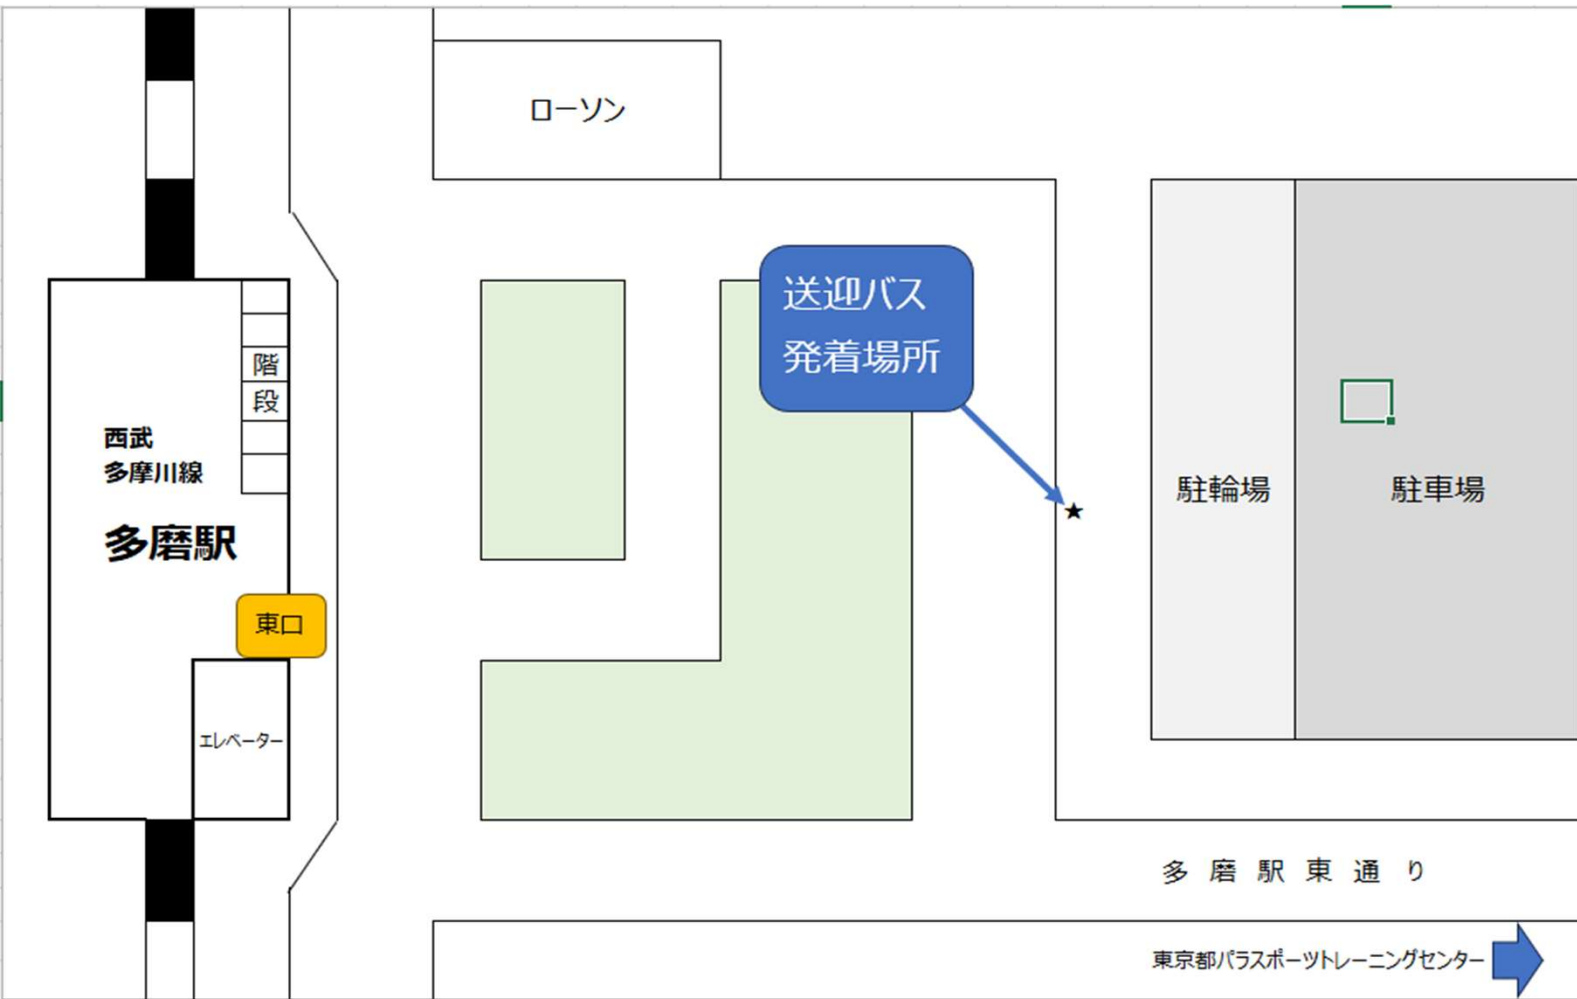 ローソン
送迎バス
発着場所
階
段
西武
多摩川線
多磨駅
駐輪場
駐車場
東口
エレベーター
多磨駅東通り
東京都パラスポーツトレーニングセンター